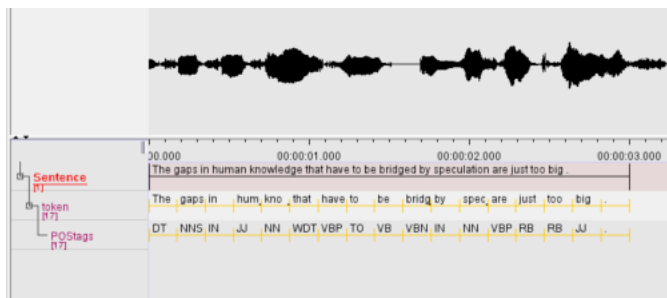 00.000 00:00:01.000 00:00:02.000 00:00:03.000
Sentence
[1]
The gaps in human knowledge that have to be bridged by speculation are just too big .
token
[17]
The gaps in hum kno that have to be bridg by spec are just too big .
POStags
[17]
DT NNS IN JJ NN WDT VBP TO VB VBN IN NN VBP RB RB JJ .